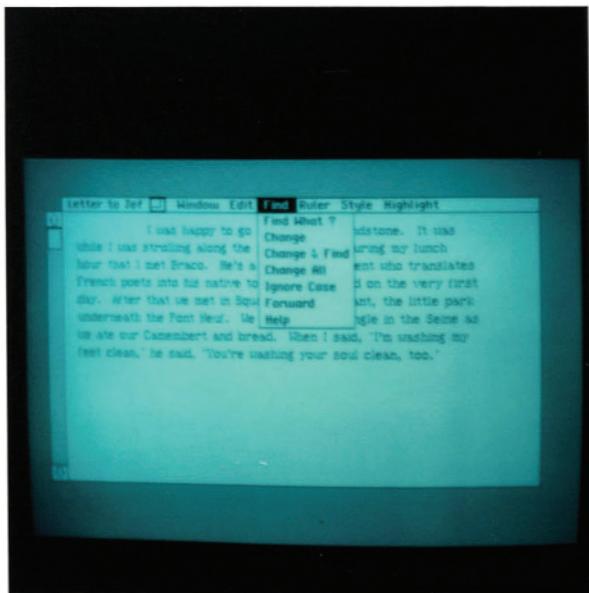 Letter to Jef Window Edit Find Ruler Style Highlight
Find What ?
Change
Change & Find
Change All
Ignore Case
Forward
Help
I was happy to go dstone. It was
while I was stroling along the uring my lunch
hour that I met Draco. He's a ent who translates
French poets into his native to d on the very first
day. After that we met in Squ ant, the little park
underneath the Pont Neuf. We ngle in the Seine as
we ate our Camembert and bread. When I said, "I'm washing my
feet clean," he said, "You're washing your soul clean, too."